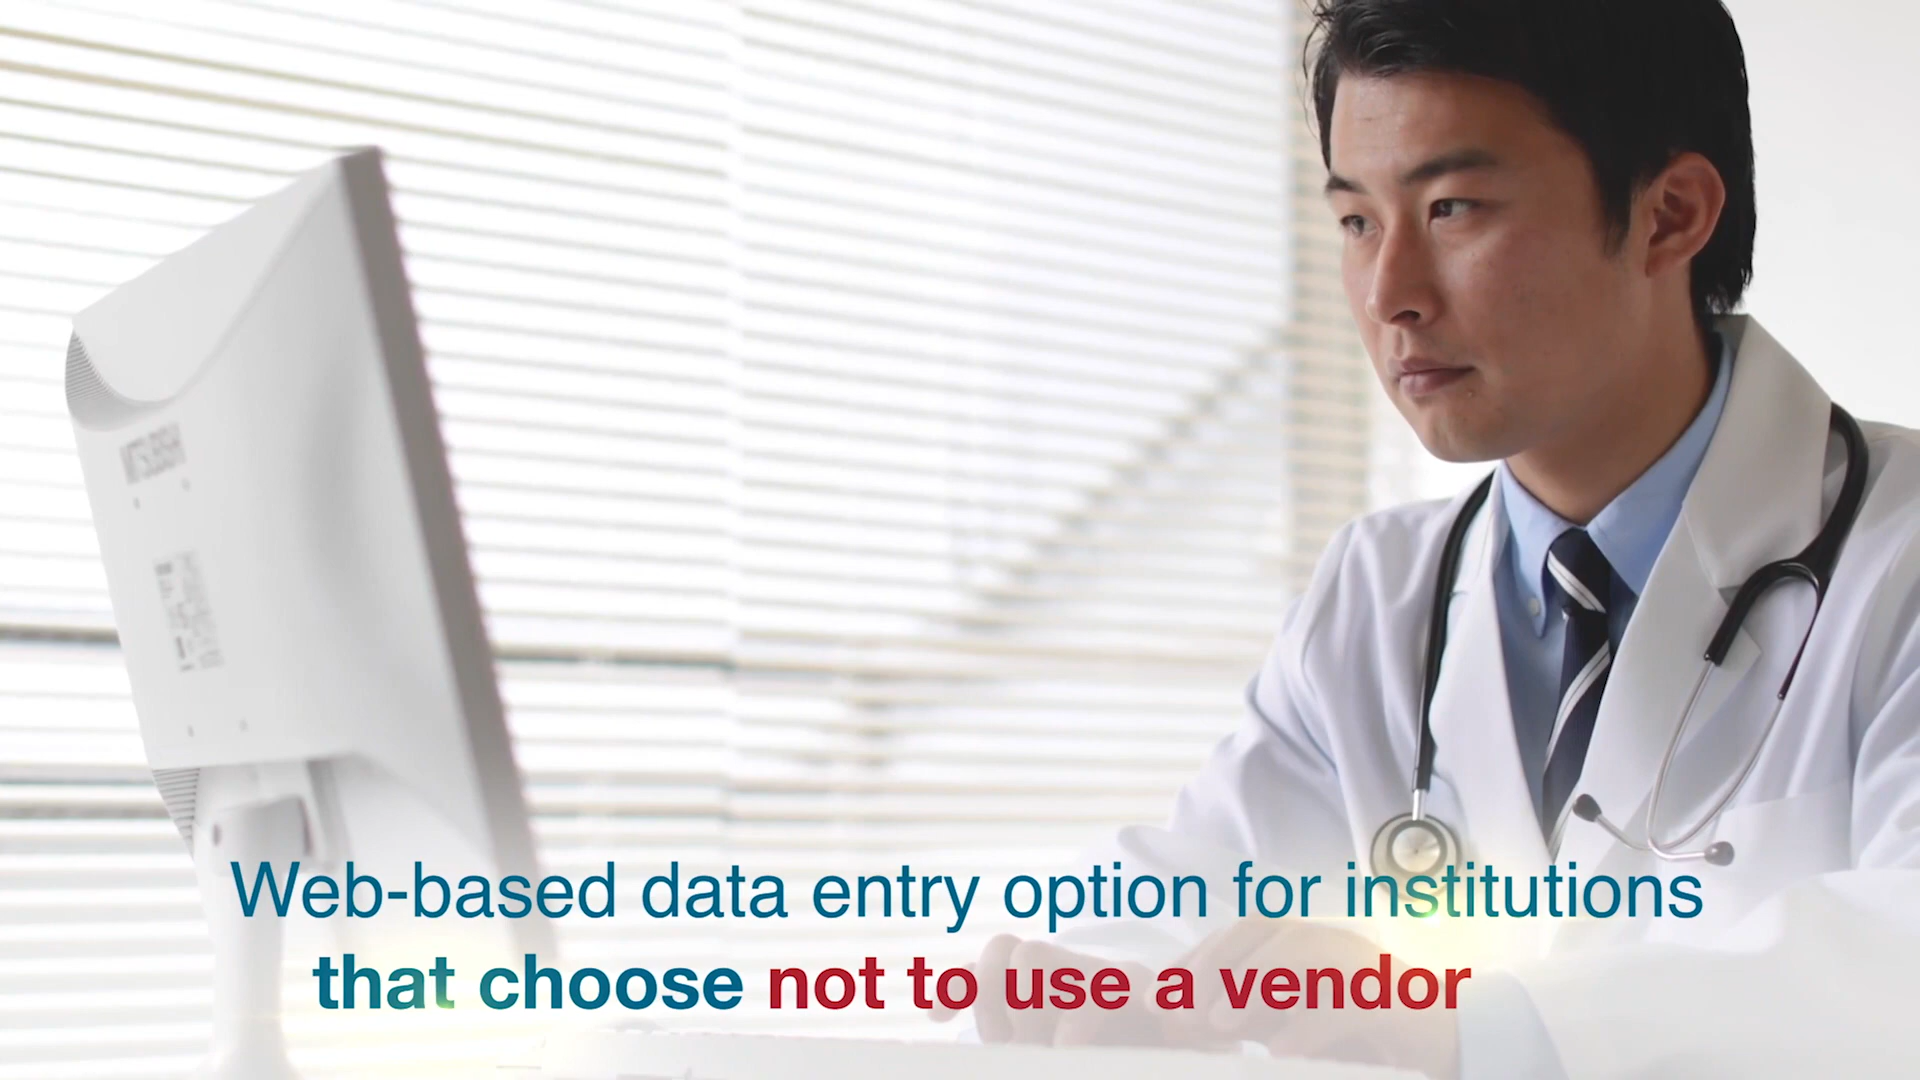 Web-based data entry option for institutions
that choose not to use a vendor